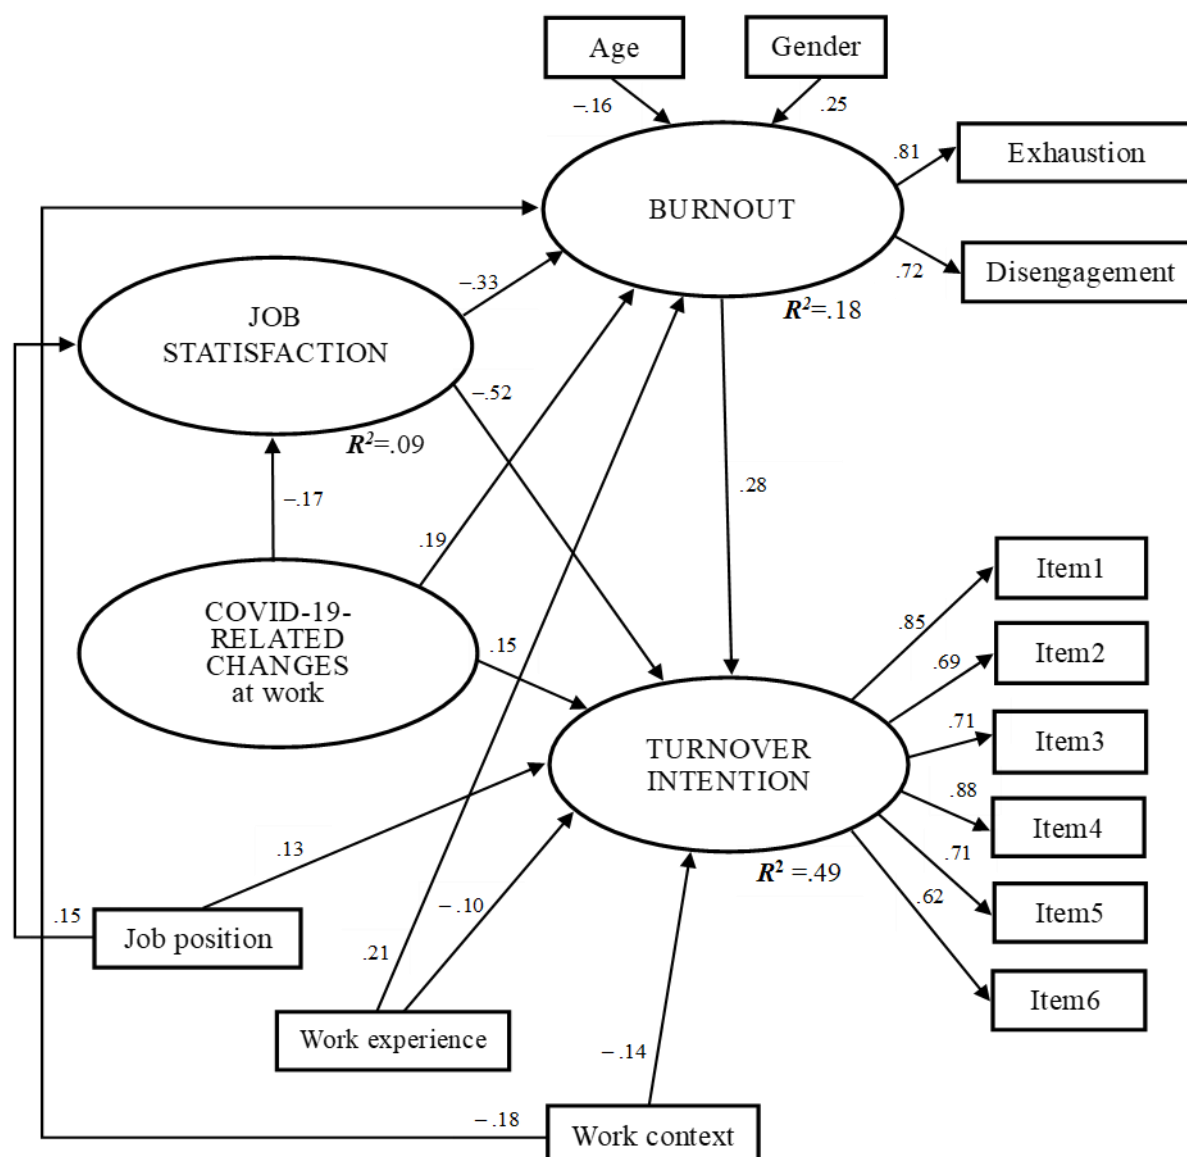 Age
Gender
–.16
.25
.81
Exhaustion
BURNOUT
Disengagement
.72
–.33
R²=.18
JOB
STATISFACTION
–.52
R²=.09
–.17
.28
.19
COVID-19-
RELATED
CHANGES
at work
.15
Item1
.85
Item2
.69
Item3
.71
TURNOVER
INTENTION
.88
Item4
.71
R² =.49
.13
.62
Item5
.15
– .10
Job position
.21
Item6
Work experience
– .14
– .18
Work context